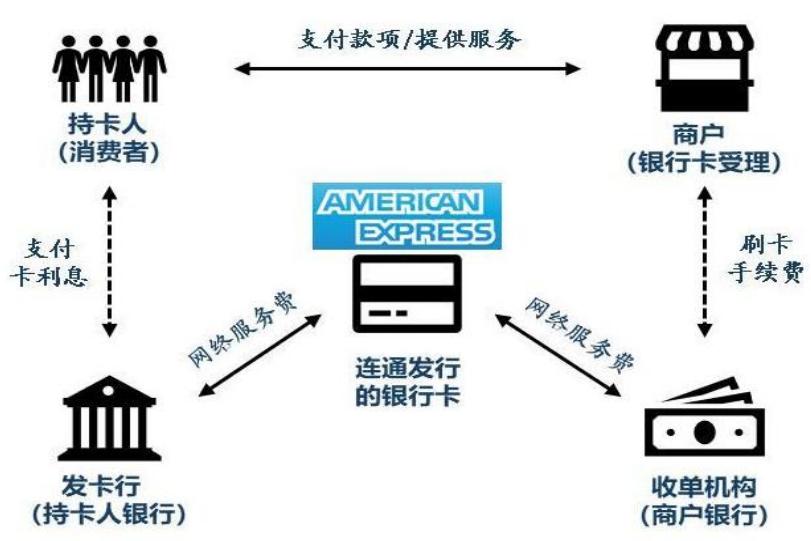 支付款项/提供服务
持卡人
(消费者)
商户
(银行卡受理)
AMERICAN
EXPRESS
支付
卡利息
刷卡
手续费
网络服务费
网络服务费
连通发行
的银行卡
发卡行
(持卡人银行)
收单机构
(商户银行)